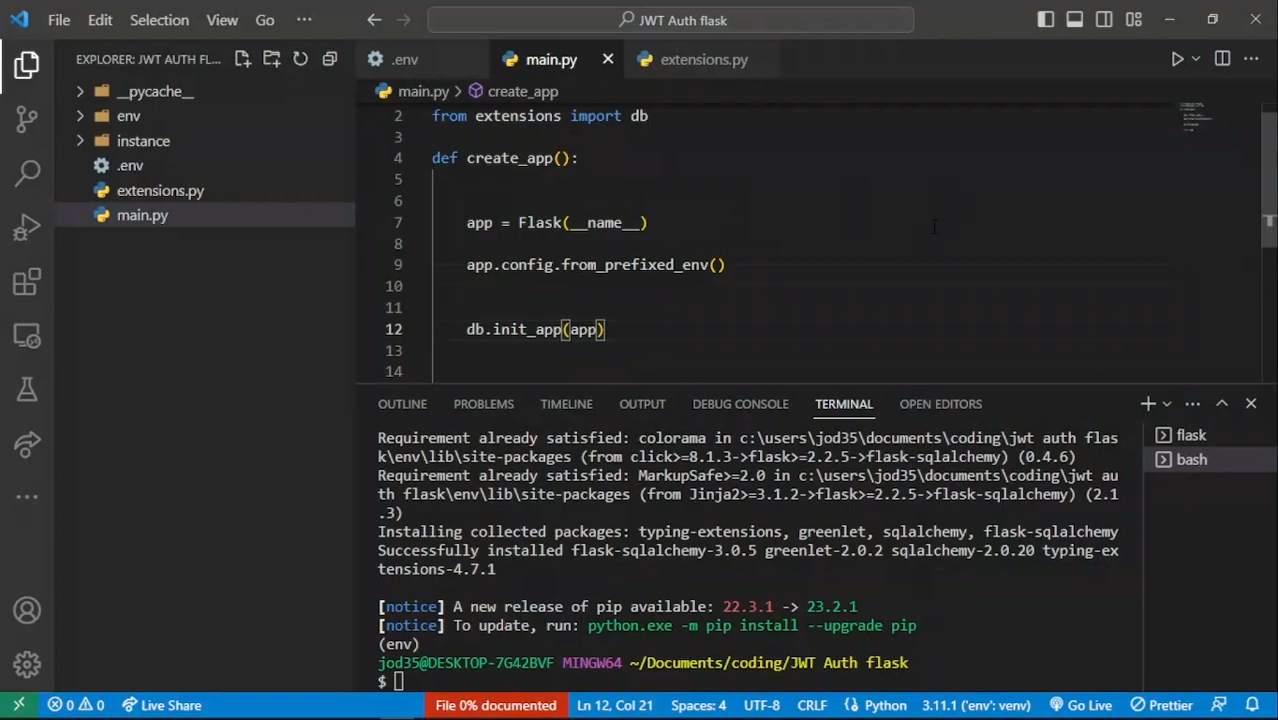 File Edit Selection View Go ··· JWT Auth flask
EXPLORER: JWT AUTH FL...
__pycache__
env
instance
.env
extensions.py
main.py
.env main.py extensions.py
main.py > create_app
2 from extensions import db
3
4 def create_app():
5
6
7 app = Flask(__name__)
8
9 app.config.from_prefixed_env()
10
11
12 db.init_app(app)
13
14
OUTLINE PROBLEMS TIMELINE OUTPUT DEBUG CONSOLE TERMINAL OPEN EDITORS
Requirement already satisfied: colorama in c:\users\jod35\documents\coding\jwt auth flas
k\env\lib\site-packages (from click>=8.1.3->flask>=2.2.5->flask-sqlalchemy) (0.4.6)
Requirement already satisfied: MarkupSafe>=2.0 in c:\users\jod35\documents\coding\jwt au
th flask\env\lib\site-packages (from Jinja2>=3.1.2->flask>=2.2.5->flask-sqlalchemy) (2.1
.3)
Installing collected packages: typing-extensions, greenlet, sqlalchemy, flask-sqlalchemy
Successfully installed flask-sqlalchemy-3.0.5 greenlet-2.0.2 sqlalchemy-2.0.20 typing-ex
tensions-4.7.1
[notice] A new release of pip available: 22.3.1 -> 23.2.1
[notice] To update, run: python.exe -m pip install --upgrade pip
(env)
jod35@DESKTOP-7G42BVF MINGW64 ~/Documents/coding/JWT Auth flask
$
flask
bash
0 0 Live Share File 0% documented Ln 12, Col 21 Spaces: 4 UTF-8 CRLF Python 3.11.1 ('env': venv) Go Live Prettier